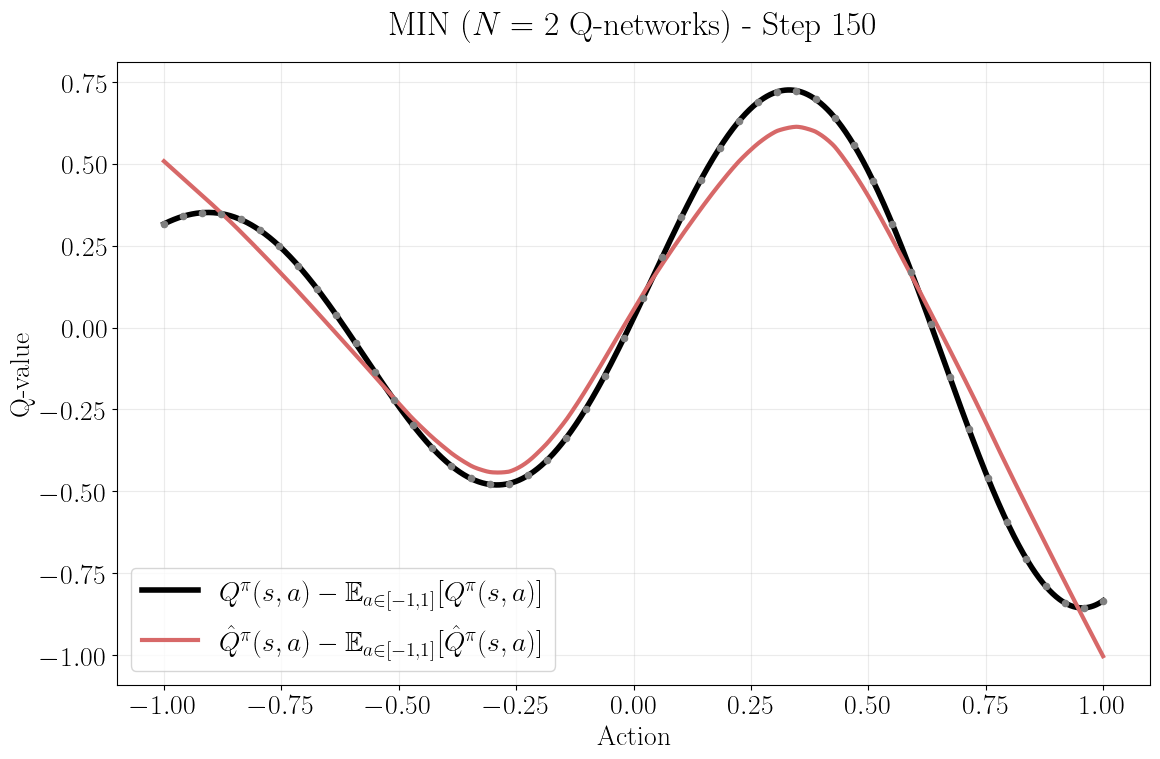 MIN (N = 2 Q-networks) - Step 150
0.75
0.50
0.25
0.00
−0.25
−0.50
−0.75
−1.00
Q-value
Q^π(s, a) − 𝔼_{a∈[−1,1]}[Q^π(s, a)]
Q̂^π(s, a) − 𝔼_{a∈[−1,1]}[Q̂^π(s, a)]
−1.00 −0.75 −0.50 −0.25 0.00 0.25 0.50 0.75 1.00
Action